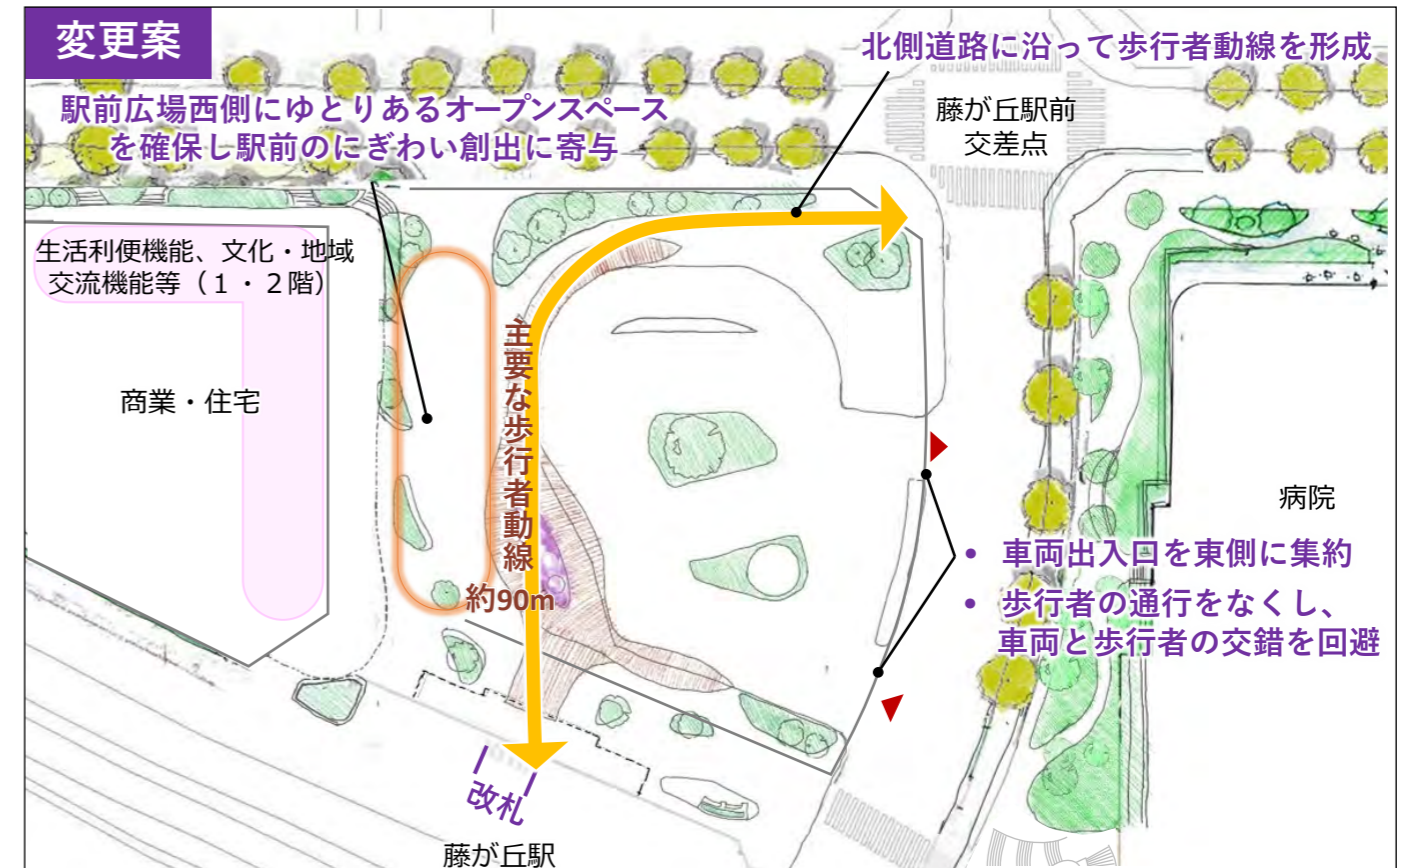 変更案
北側道路に沿って歩行者動線を形成
駅前広場西側にゆとりあるオープンスペース
を確保し駅前のにぎわい創出に寄与
藤が丘駅前
交差点
生活利便機能、文化・地域
交流機能等（１・２階）
商業・住宅
主要な歩行者動線
約90m
病院
• 車両出入口を東側に集約
• 歩行者の通行をなくし、
車両と歩行者の交錯を回避
改札
藤が丘駅